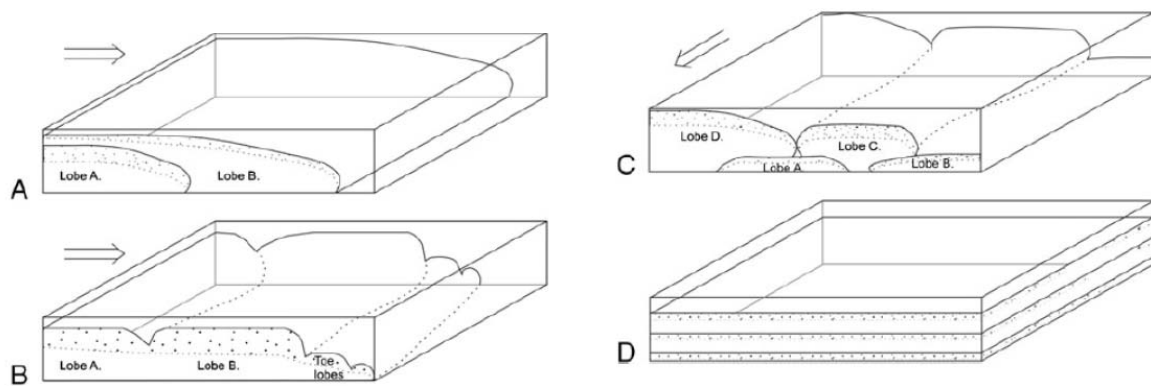 A
Lobe A.
Lobe B.
B
Lobe A.
Lobe B.
Toe
lobes
C
Lobe D.
Lobe C.
Lobe A.
Lobe B.
D